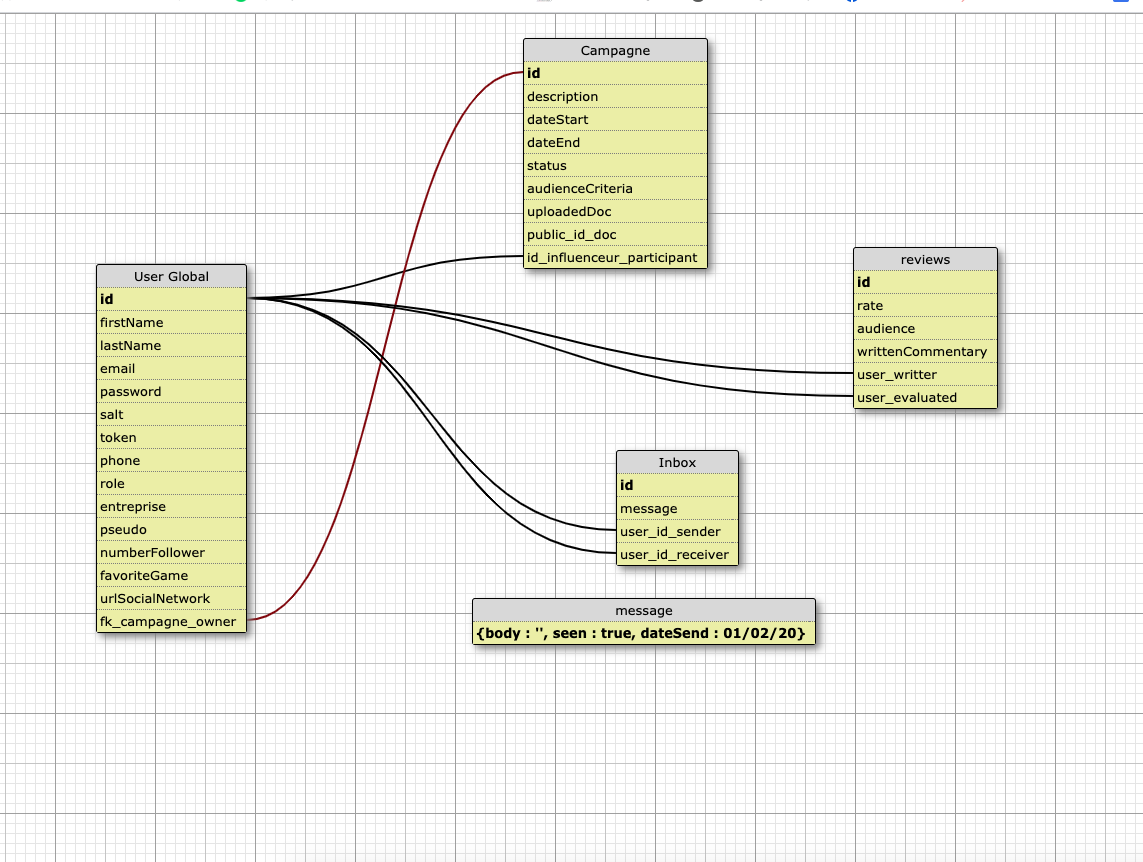 Campagne
id
description
dateStart
dateEnd
status
audienceCriteria
uploadedDoc
public_id_doc
id_influenceur_participant
User Global
id
firstName
lastName
email
password
salt
token
phone
role
entreprise
pseudo
numberFollower
favoriteGame
urlSocialNetwork
fk_campagne_owner
reviews
id
rate
audience
writtenCommentary
user_writter
user_evaluated
Inbox
id
message
user_id_sender
user_id_receiver
message
{body : '', seen : true, dateSend : 01/02/20}